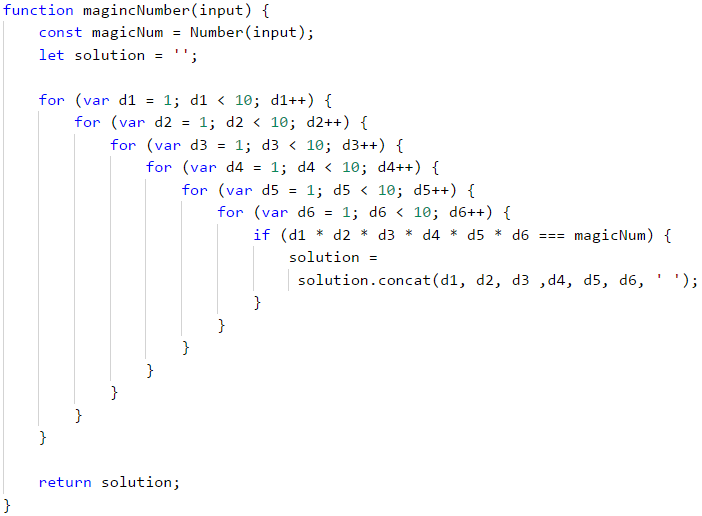 function magincNumber(input) {
    const magicNum = Number(input);
    let solution = '';

    for (var d1 = 1; d1 < 10; d1++) {
        for (var d2 = 1; d2 < 10; d2++) {
            for (var d3 = 1; d3 < 10; d3++) {
                for (var d4 = 1; d4 < 10; d4++) {
                    for (var d5 = 1; d5 < 10; d5++) {
                        for (var d6 = 1; d6 < 10; d6++) {
                            if (d1 * d2 * d3 * d4 * d5 * d6 === magicNum) {
                                solution =
                                 solution.concat(d1, d2, d3 ,d4, d5, d6, ' ');
                            }
                        }
                    }
                }
            }
        }
    }

    return solution;
}